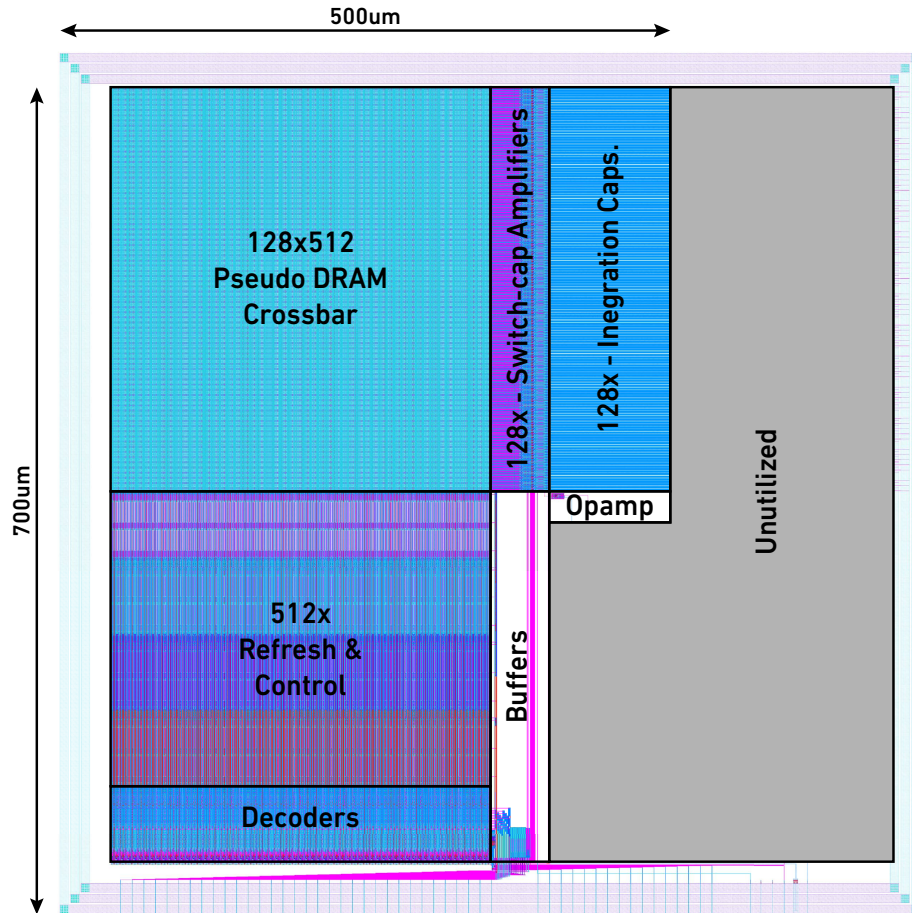 500um
700um
128x512
Pseudo DRAM
Crossbar
128x - Switch-cap Amplifiers
128x - Inegration Caps.
Unutilized
Opamp
512x
Refresh &
Control
Buffers
Decoders